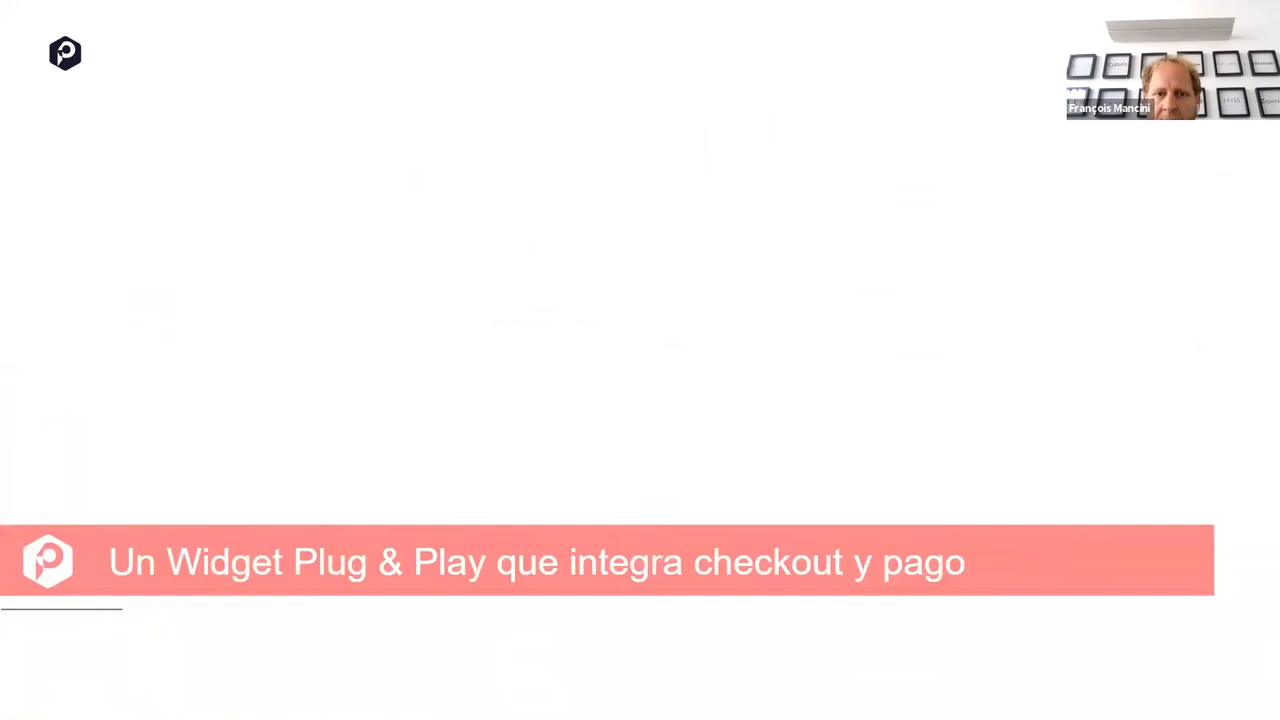 François Mancini
Un Widget Plug & Play que integra checkout y pago